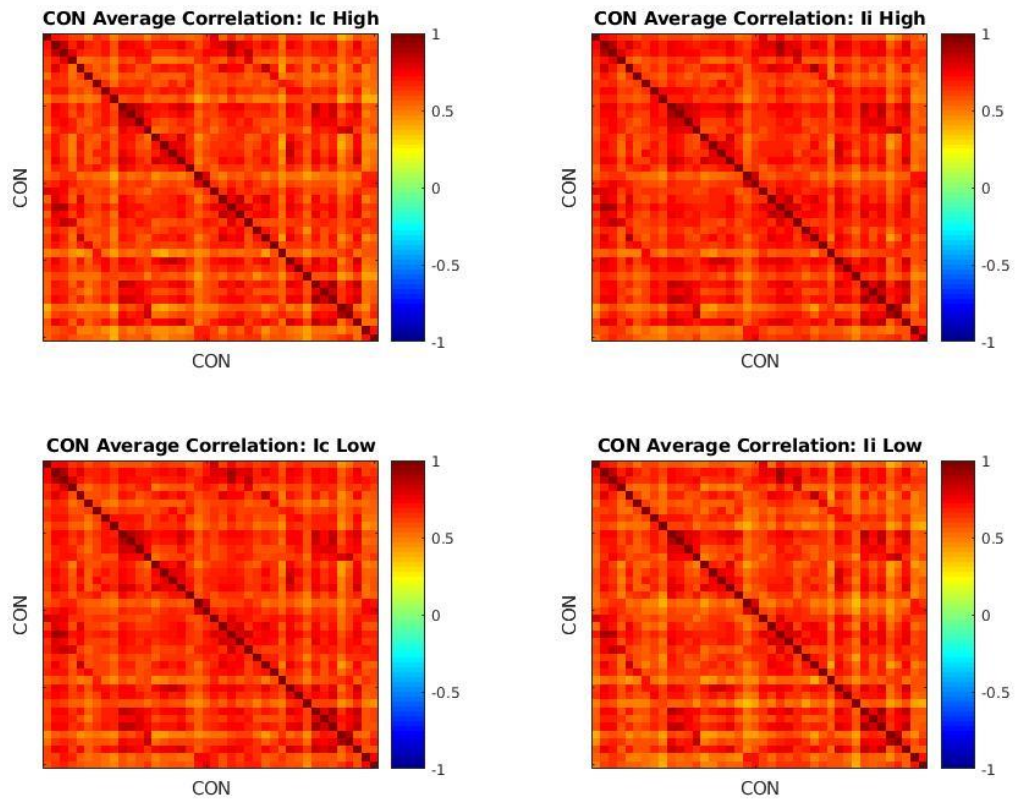 CON Average Correlation: Ic High
1
0.5
0
-0.5
-1
CON
CON
CON Average Correlation: Ii High
1
0.5
0
-0.5
-1
CON
CON
CON Average Correlation: Ic Low
1
0.5
0
-0.5
-1
CON
CON
CON Average Correlation: Ii Low
1
0.5
0
-0.5
-1
CON
CON